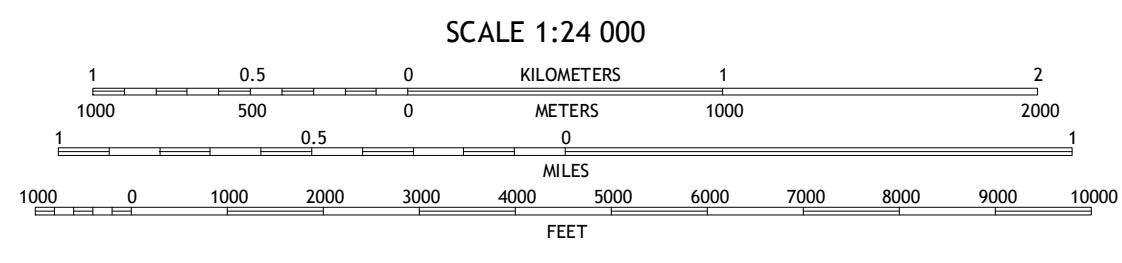 SCALE 1:24 000
1 0.5 0 KILOMETERS 1 2
1000 500 0 METERS 1000 2000
1 0.5 0 1
MILES
1000 0 1000 2000 3000 4000 5000 6000 7000 8000 9000 10000
FEET